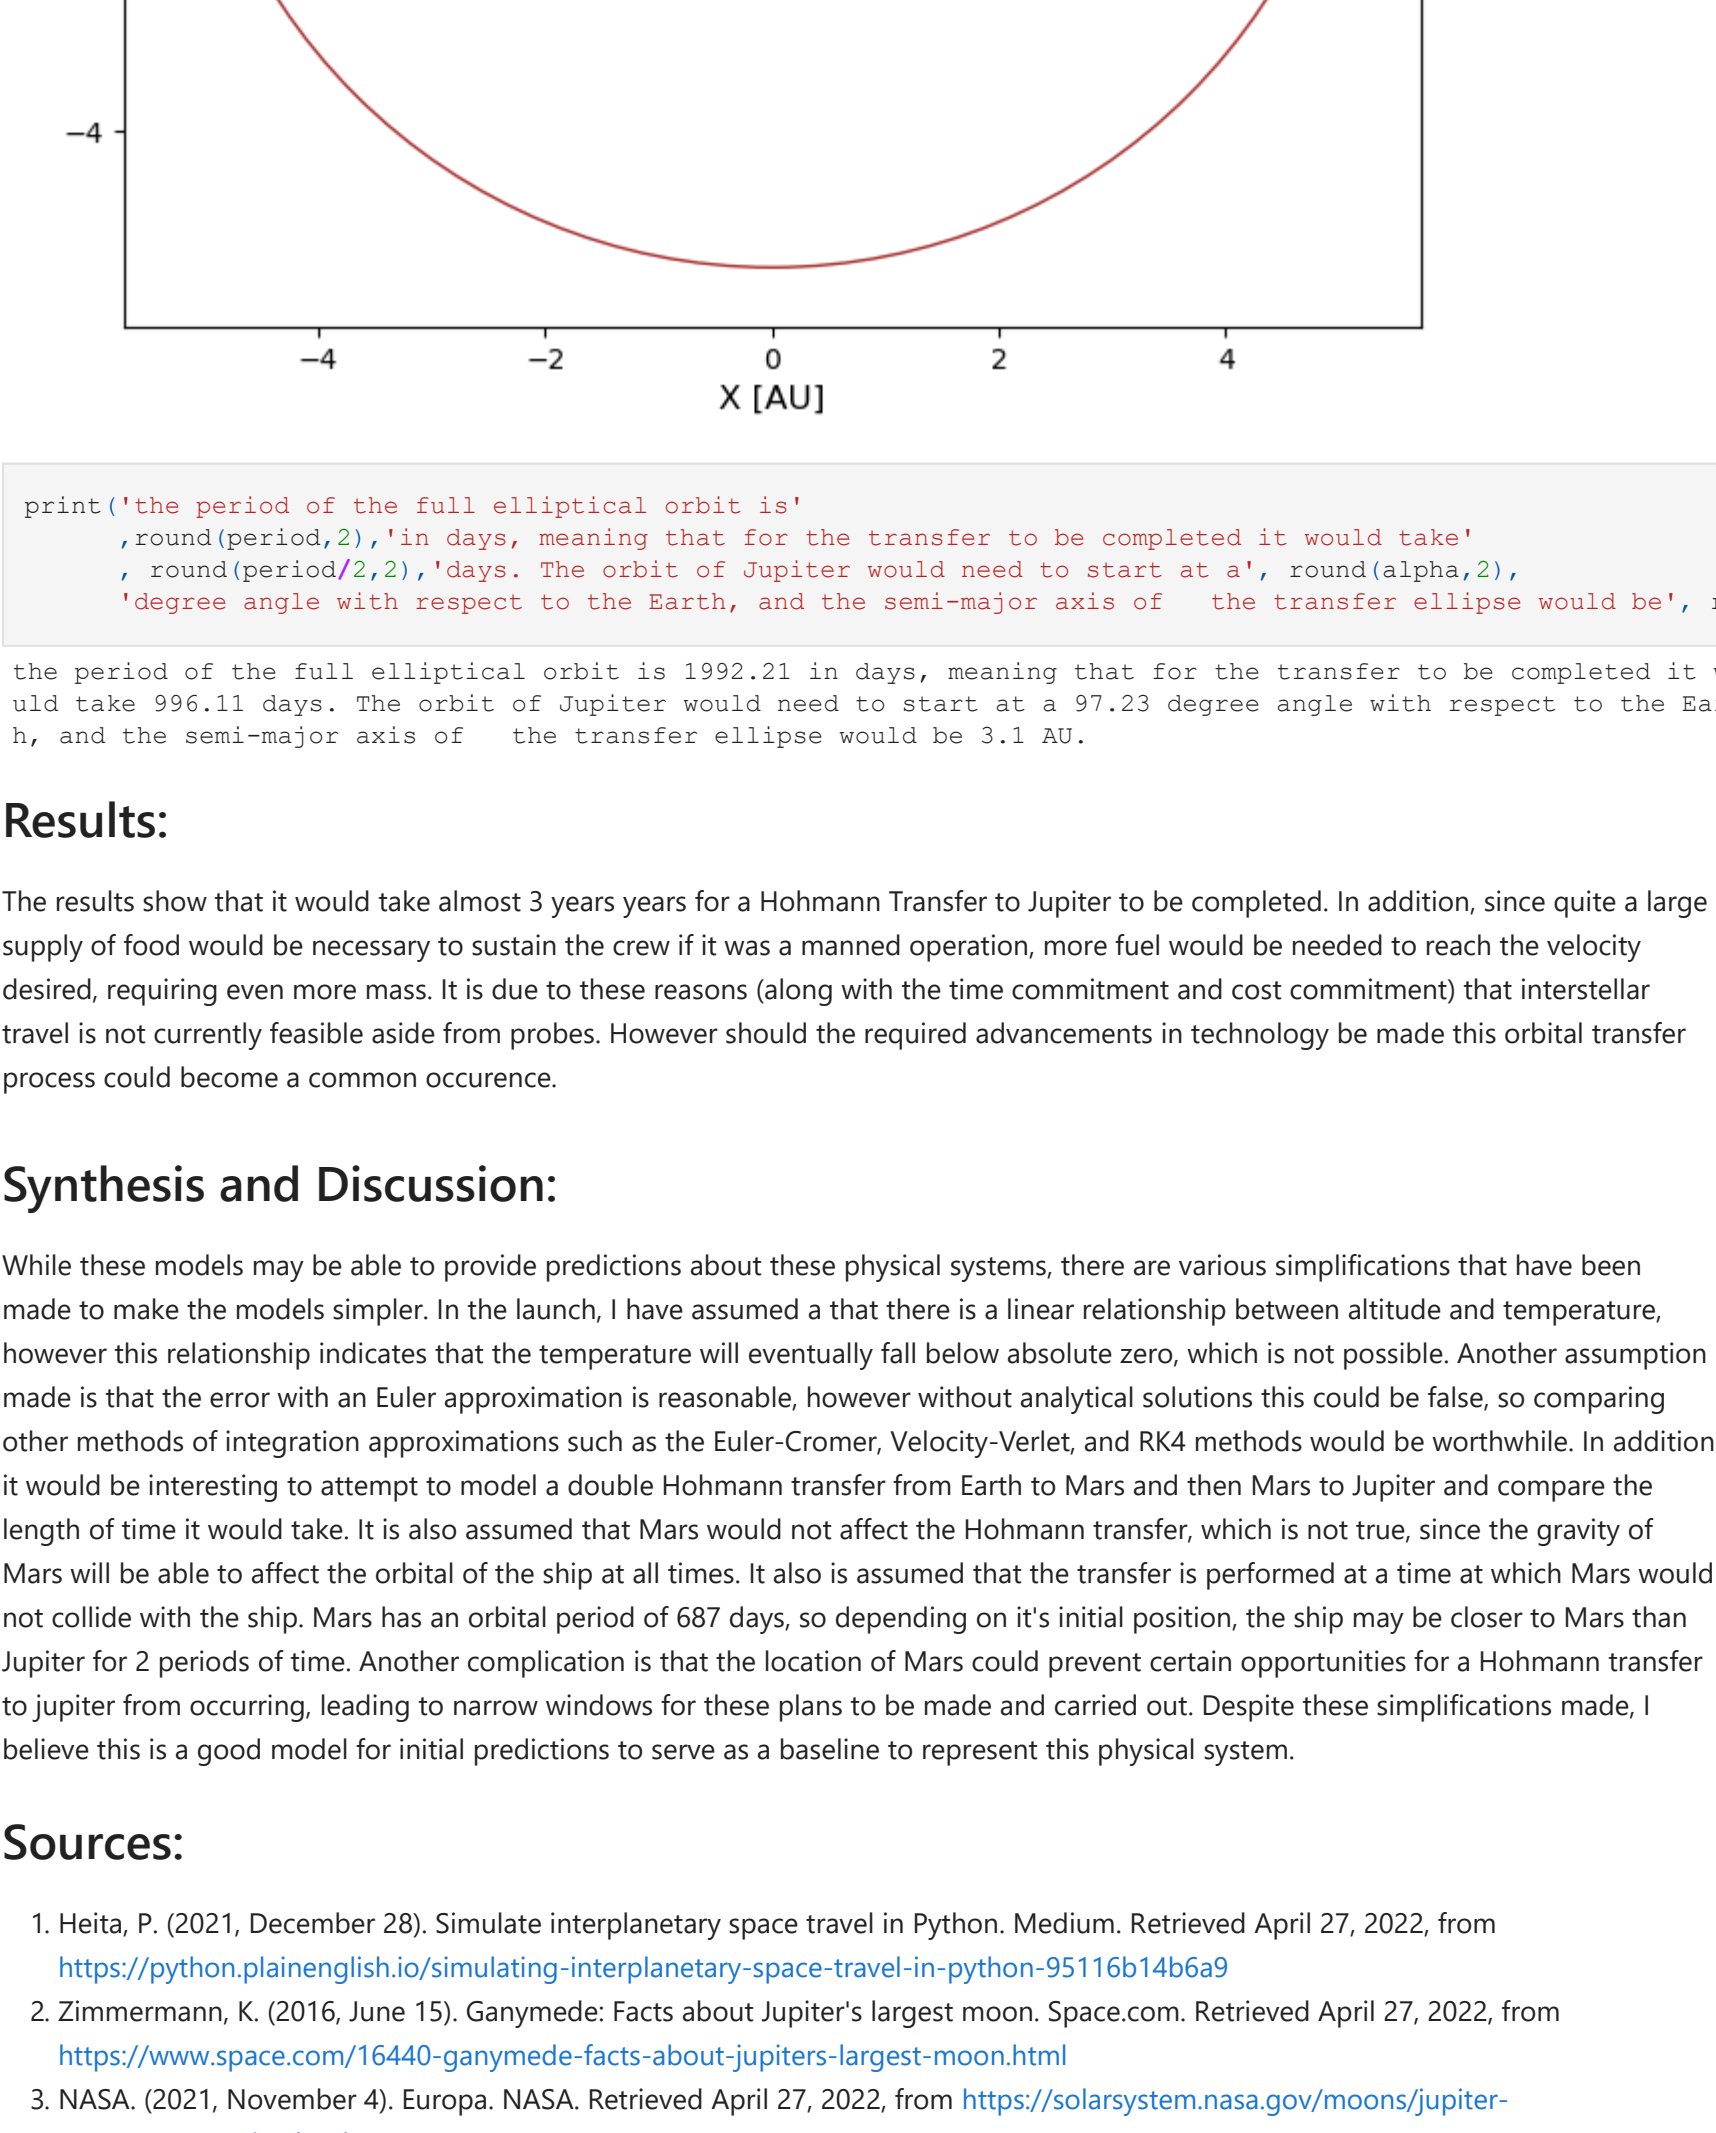 −4
−4 −2 0 2 4
X [AU]
print('the period of the full elliptical orbit is'
,round(period,2),'in days, meaning that for the transfer to be completed it would take'
, round(period/2,2),'days. The orbit of Jupiter would need to start at a', round(alpha,2),
'degree angle with respect to the Earth, and the semi-major axis of   the transfer ellipse would be',
the period of the full elliptical orbit is 1992.21 in days, meaning that for the transfer to be completed it
uld take 996.11 days. The orbit of Jupiter would need to start at a 97.23 degree angle with respect to the
h, and the semi-major axis of   the transfer ellipse would be 3.1 AU.
Results:
The results show that it would take almost 3 years years for a Hohmann Transfer to Jupiter to be completed. In addition, since quite a large
supply of food would be necessary to sustain the crew if it was a manned operation, more fuel would be needed to reach the velocity
desired, requiring even more mass. It is due to these reasons (along with the time commitment and cost commitment) that interstellar
travel is not currently feasible aside from probes. However should the required advancements in technology be made this orbital transfer
process could become a common occurence.
Synthesis and Discussion:
While these models may be able to provide predictions about these physical systems, there are various simplifications that have been
made to make the models simpler. In the launch, I have assumed a that there is a linear relationship between altitude and temperature,
however this relationship indicates that the temperature will eventually fall below absolute zero, which is not possible. Another assumption
made is that the error with an Euler approximation is reasonable, however without analytical solutions this could be false, so comparing
other methods of integration approximations such as the Euler-Cromer, Velocity-Verlet, and RK4 methods would be worthwhile. In addition
it would be interesting to attempt to model a double Hohmann transfer from Earth to Mars and then Mars to Jupiter and compare the
length of time it would take. It is also assumed that Mars would not affect the Hohmann transfer, which is not true, since the gravity of
Mars will be able to affect the orbital of the ship at all times. It also is assumed that the transfer is performed at a time at which Mars would
not collide with the ship. Mars has an orbital period of 687 days, so depending on it's initial position, the ship may be closer to Mars than
Jupiter for 2 periods of time. Another complication is that the location of Mars could prevent certain opportunities for a Hohmann transfer
to jupiter from occurring, leading to narrow windows for these plans to be made and carried out. Despite these simplifications made, I
believe this is a good model for initial predictions to serve as a baseline to represent this physical system.
Sources:
1. Heita, P. (2021, December 28). Simulate interplanetary space travel in Python. Medium. Retrieved April 27, 2022, from
https://python.plainenglish.io/simulating-interplanetary-space-travel-in-python-95116b14b6a9
2. Zimmermann, K. (2016, June 15). Ganymede: Facts about Jupiter's largest moon. Space.com. Retrieved April 27, 2022, from
https://www.space.com/16440-ganymede-facts-about-jupiters-largest-moon.html
3. NASA. (2021, November 4). Europa. NASA. Retrieved April 27, 2022, from https://solarsystem.nasa.gov/moons/jupiter-